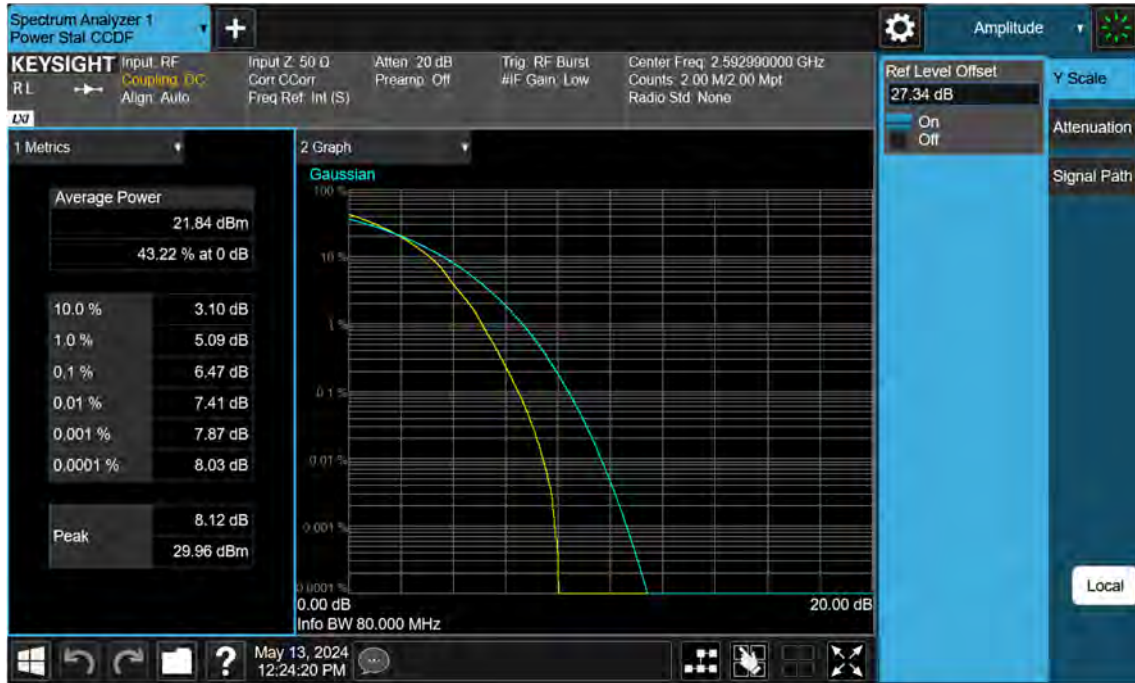 Spectrum Analyzer 1
Power Stat CCDF
+
Amplitude
KEYSIGHT
RL
LXI
Input: RF
Coupling: DC
Align: Auto
Input Z: 50 Ω
Corr CCorr
Freq Ref: Int (S)
Atten: 20 dB
Preamp: Off
Trig: RF Burst
#IF Gain: Low
Center Freq: 2.592990000 GHz
Counts: 2.00 M/2.00 Mpt
Radio Std: None
Ref Level Offset
27.34 dB
On
Off
Y Scale
Attenuation
Signal Path
Local
1 Metrics
Average Power
21.84 dBm
43.22 % at 0 dB
10.0 % 3.10 dB
1.0 % 5.09 dB
0.1 % 6.47 dB
0.01 % 7.41 dB
0.001 % 7.87 dB
0.0001 % 8.03 dB
Peak
8.12 dB
29.96 dBm
2 Graph
Gaussian
100 %
10 %
1 %
0.1 %
0.01 %
0.001 %
0.0001 %
0.00 dB 20.00 dB
Info BW 80.000 MHz
?
May 13, 2024
12:24:20 PM